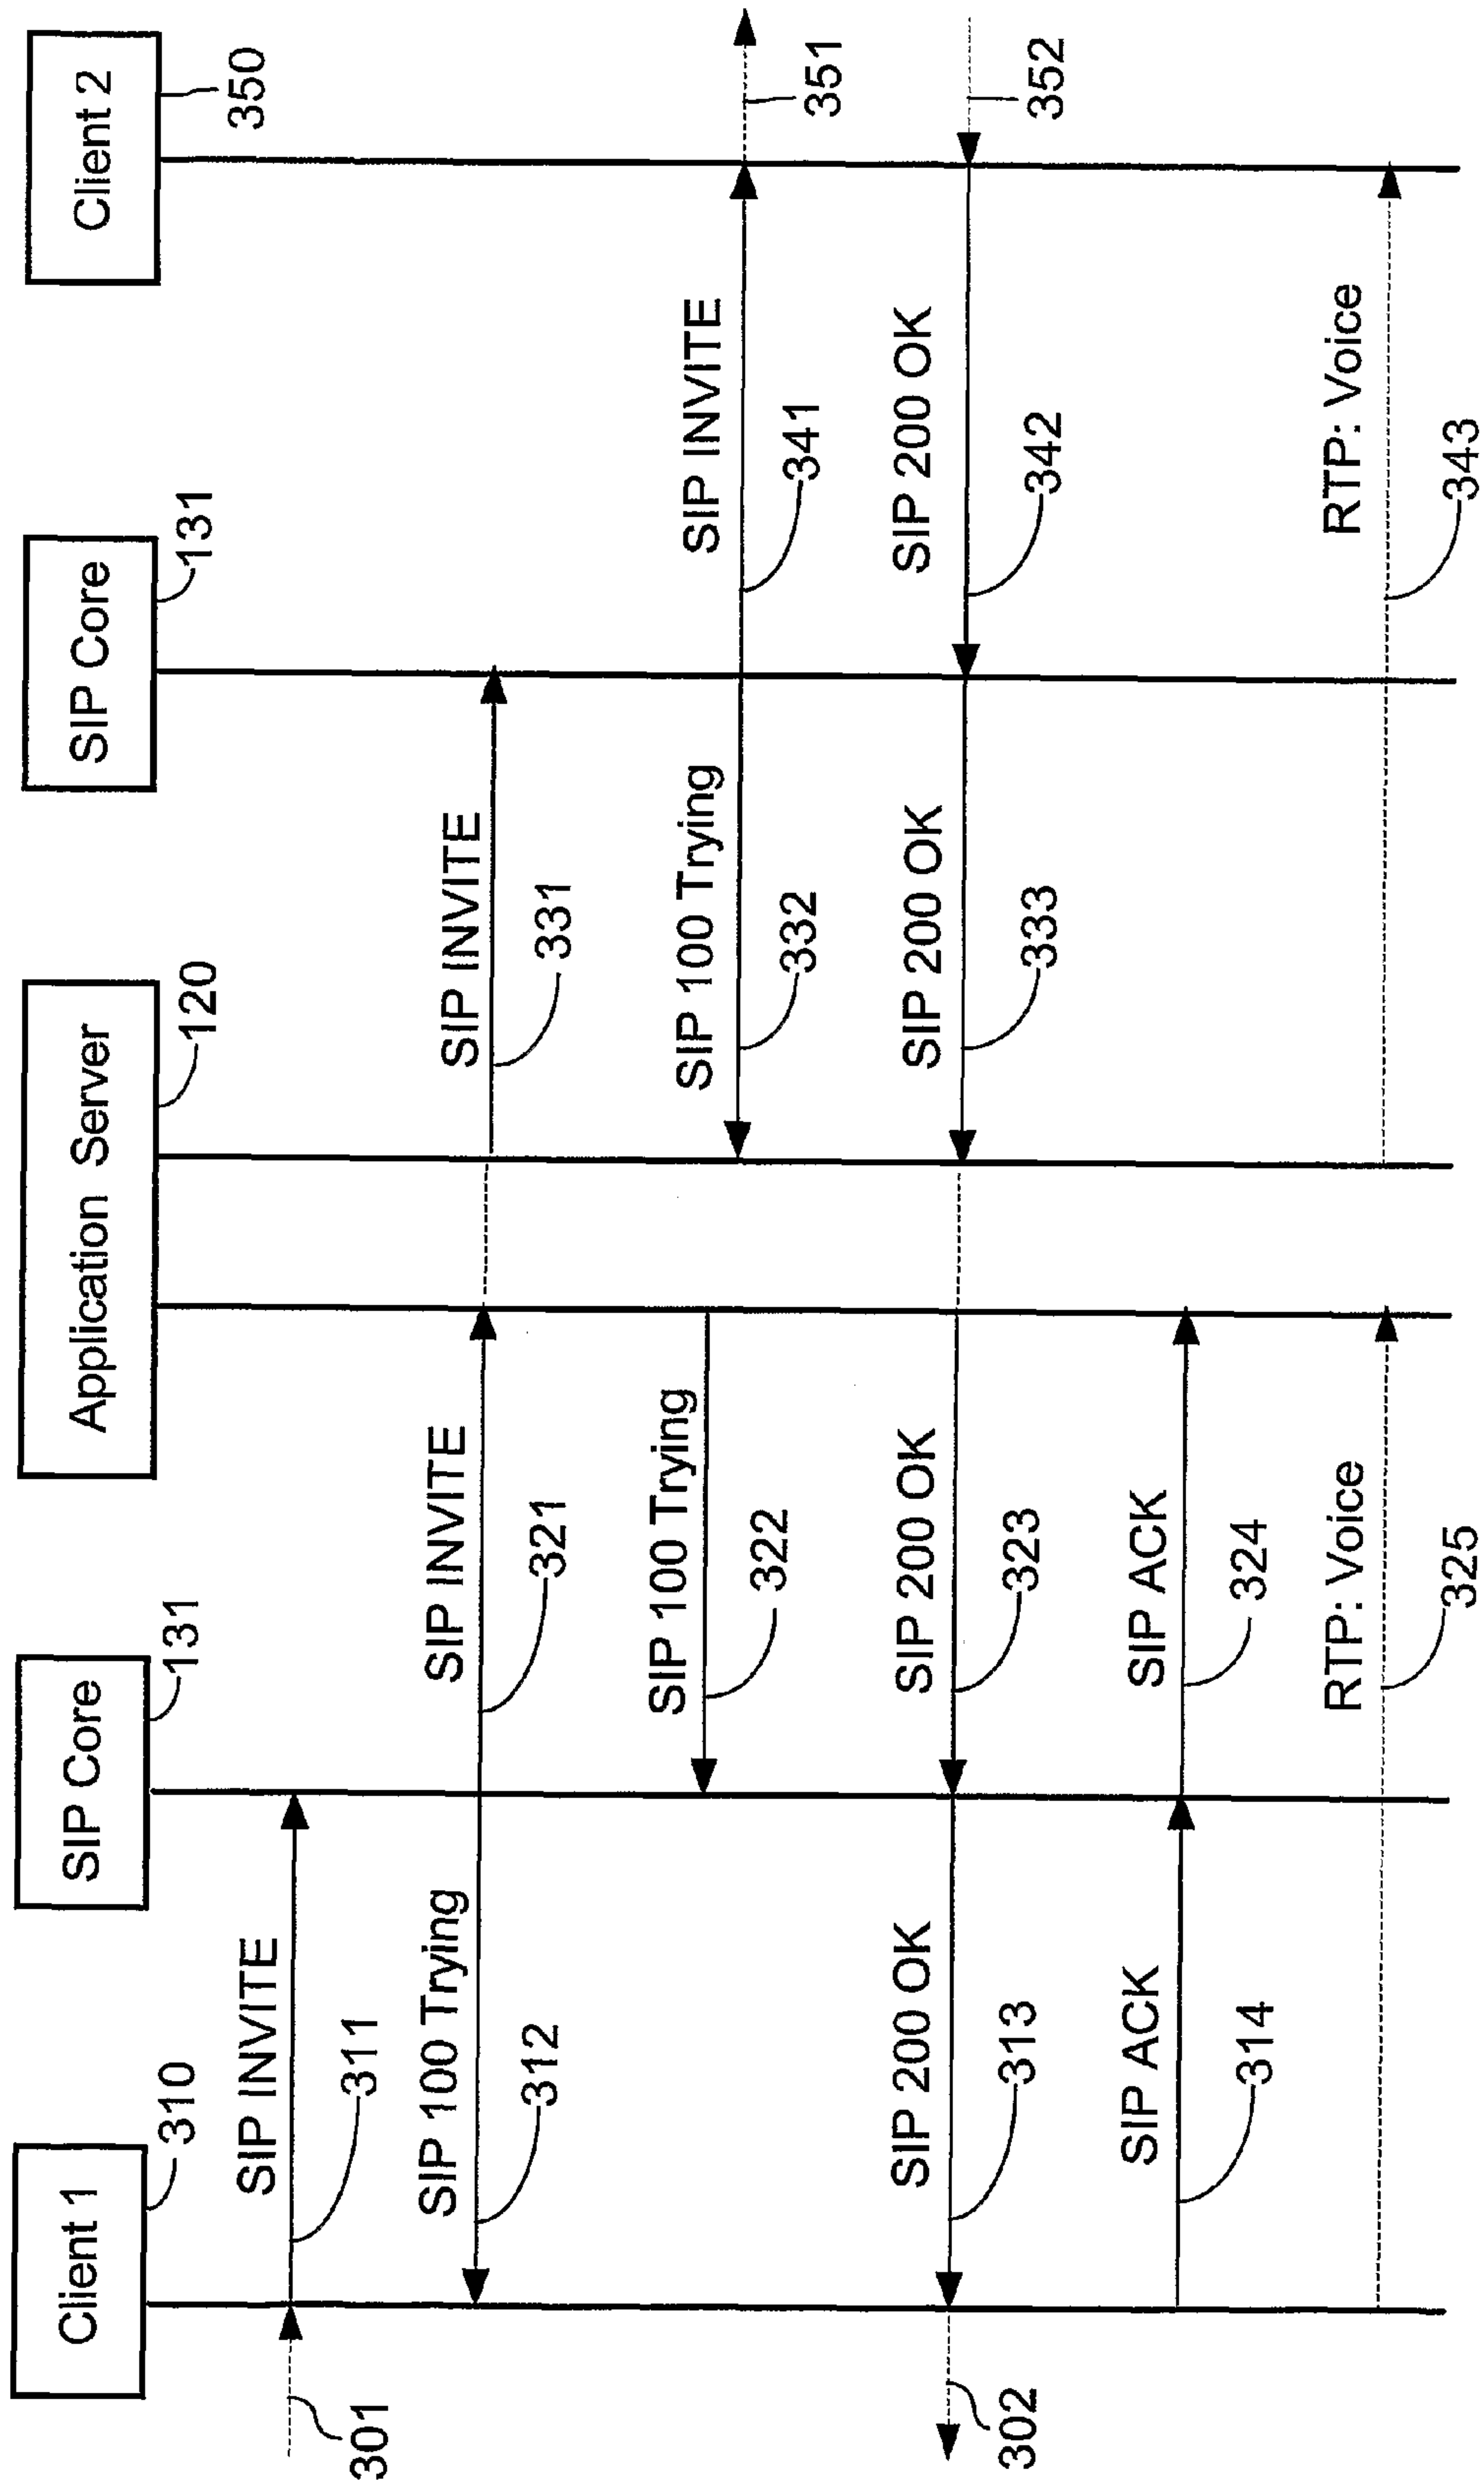 Client 1
310
SIP Core
131
Application Server
120
SIP Core
131
Client 2
350
301
SIP INVITE
311
SIP 100 Trying
312
SIP INVITE
321
SIP INVITE
331
SIP 100 Trying
322
SIP 100 Trying
332
SIP INVITE
341
351
302
SIP 200 OK
313
SIP 200 OK
323
SIP 200 OK
333
SIP 200 OK
342
352
SIP ACK
314
SIP ACK
324
RTP: Voice
325
RTP: Voice
343